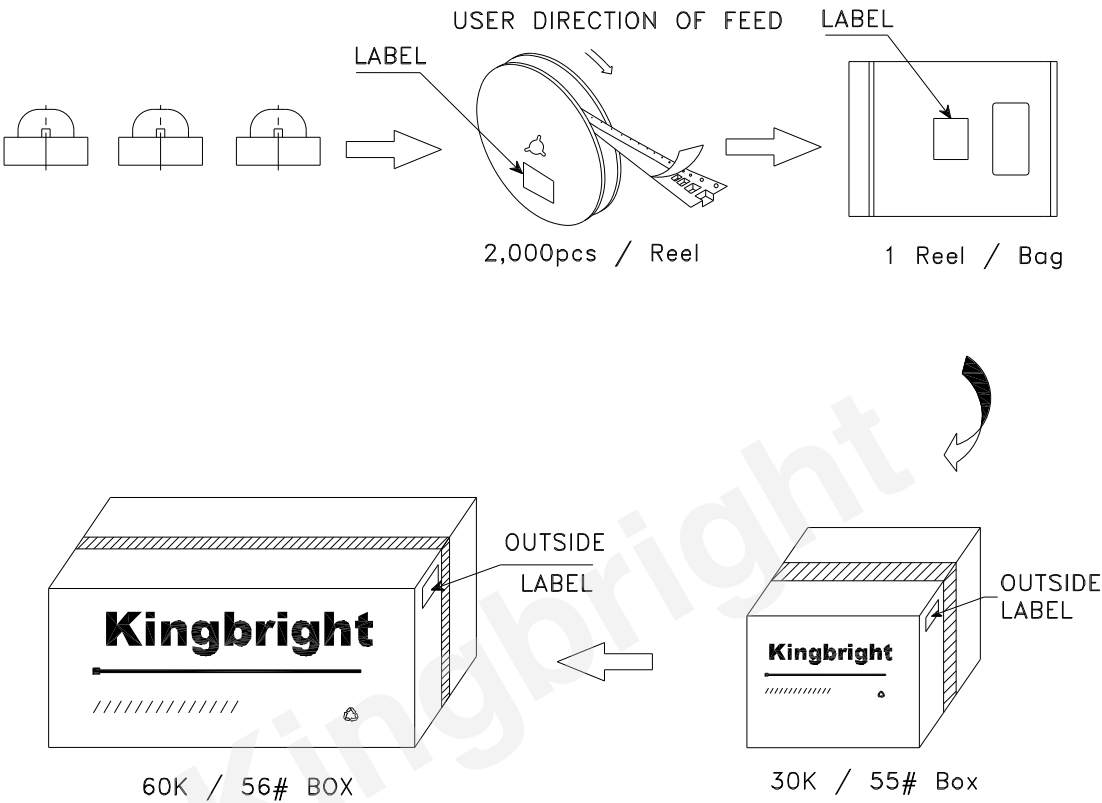 USER DIRECTION OF FEED
LABEL
LABEL
2,000pcs / Reel
1 Reel / Bag
OUTSIDE
LABEL
OUTSIDE
LABEL
Kingbright
Kingbright
60K / 56# BOX
30K / 55# Box
Kingbright